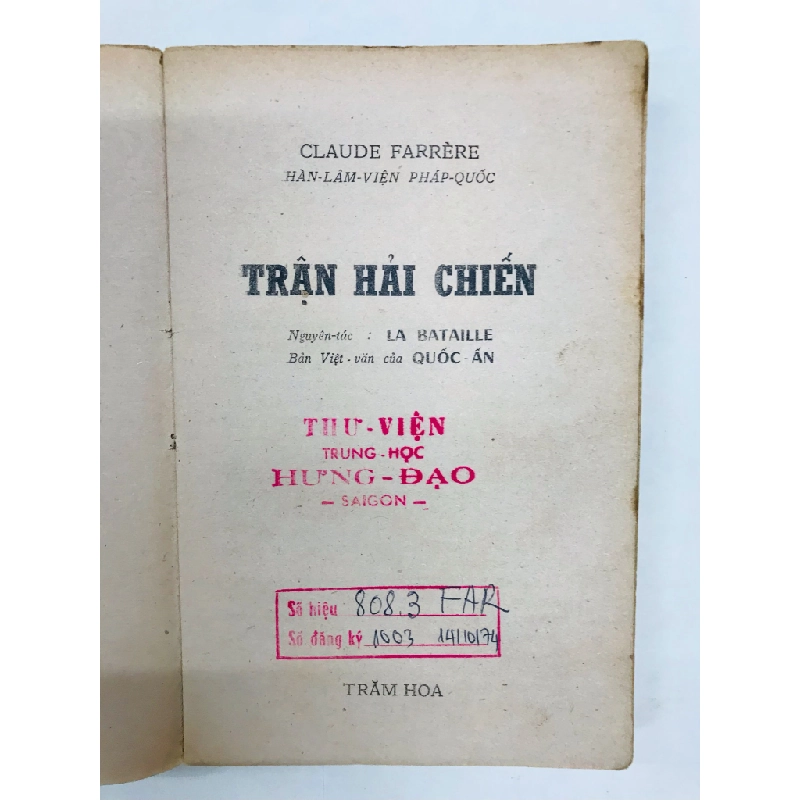 CLAUDE FARRÈRE
HÀN-LÂM-VIỆN PHÁP-QUỐC
TRẬN HẢI CHIẾN
Nguyên-tác : LA BATAILLE
Bản Việt-văn của QUỐC ẤN
THƯ-VIỆN
TRUNG-HỌC
HƯNG-ĐẠO
— SAIGON —
Số hiệu 808.3 FAR
Số đăng ký 1003 14/10/74
TRĂM HOA